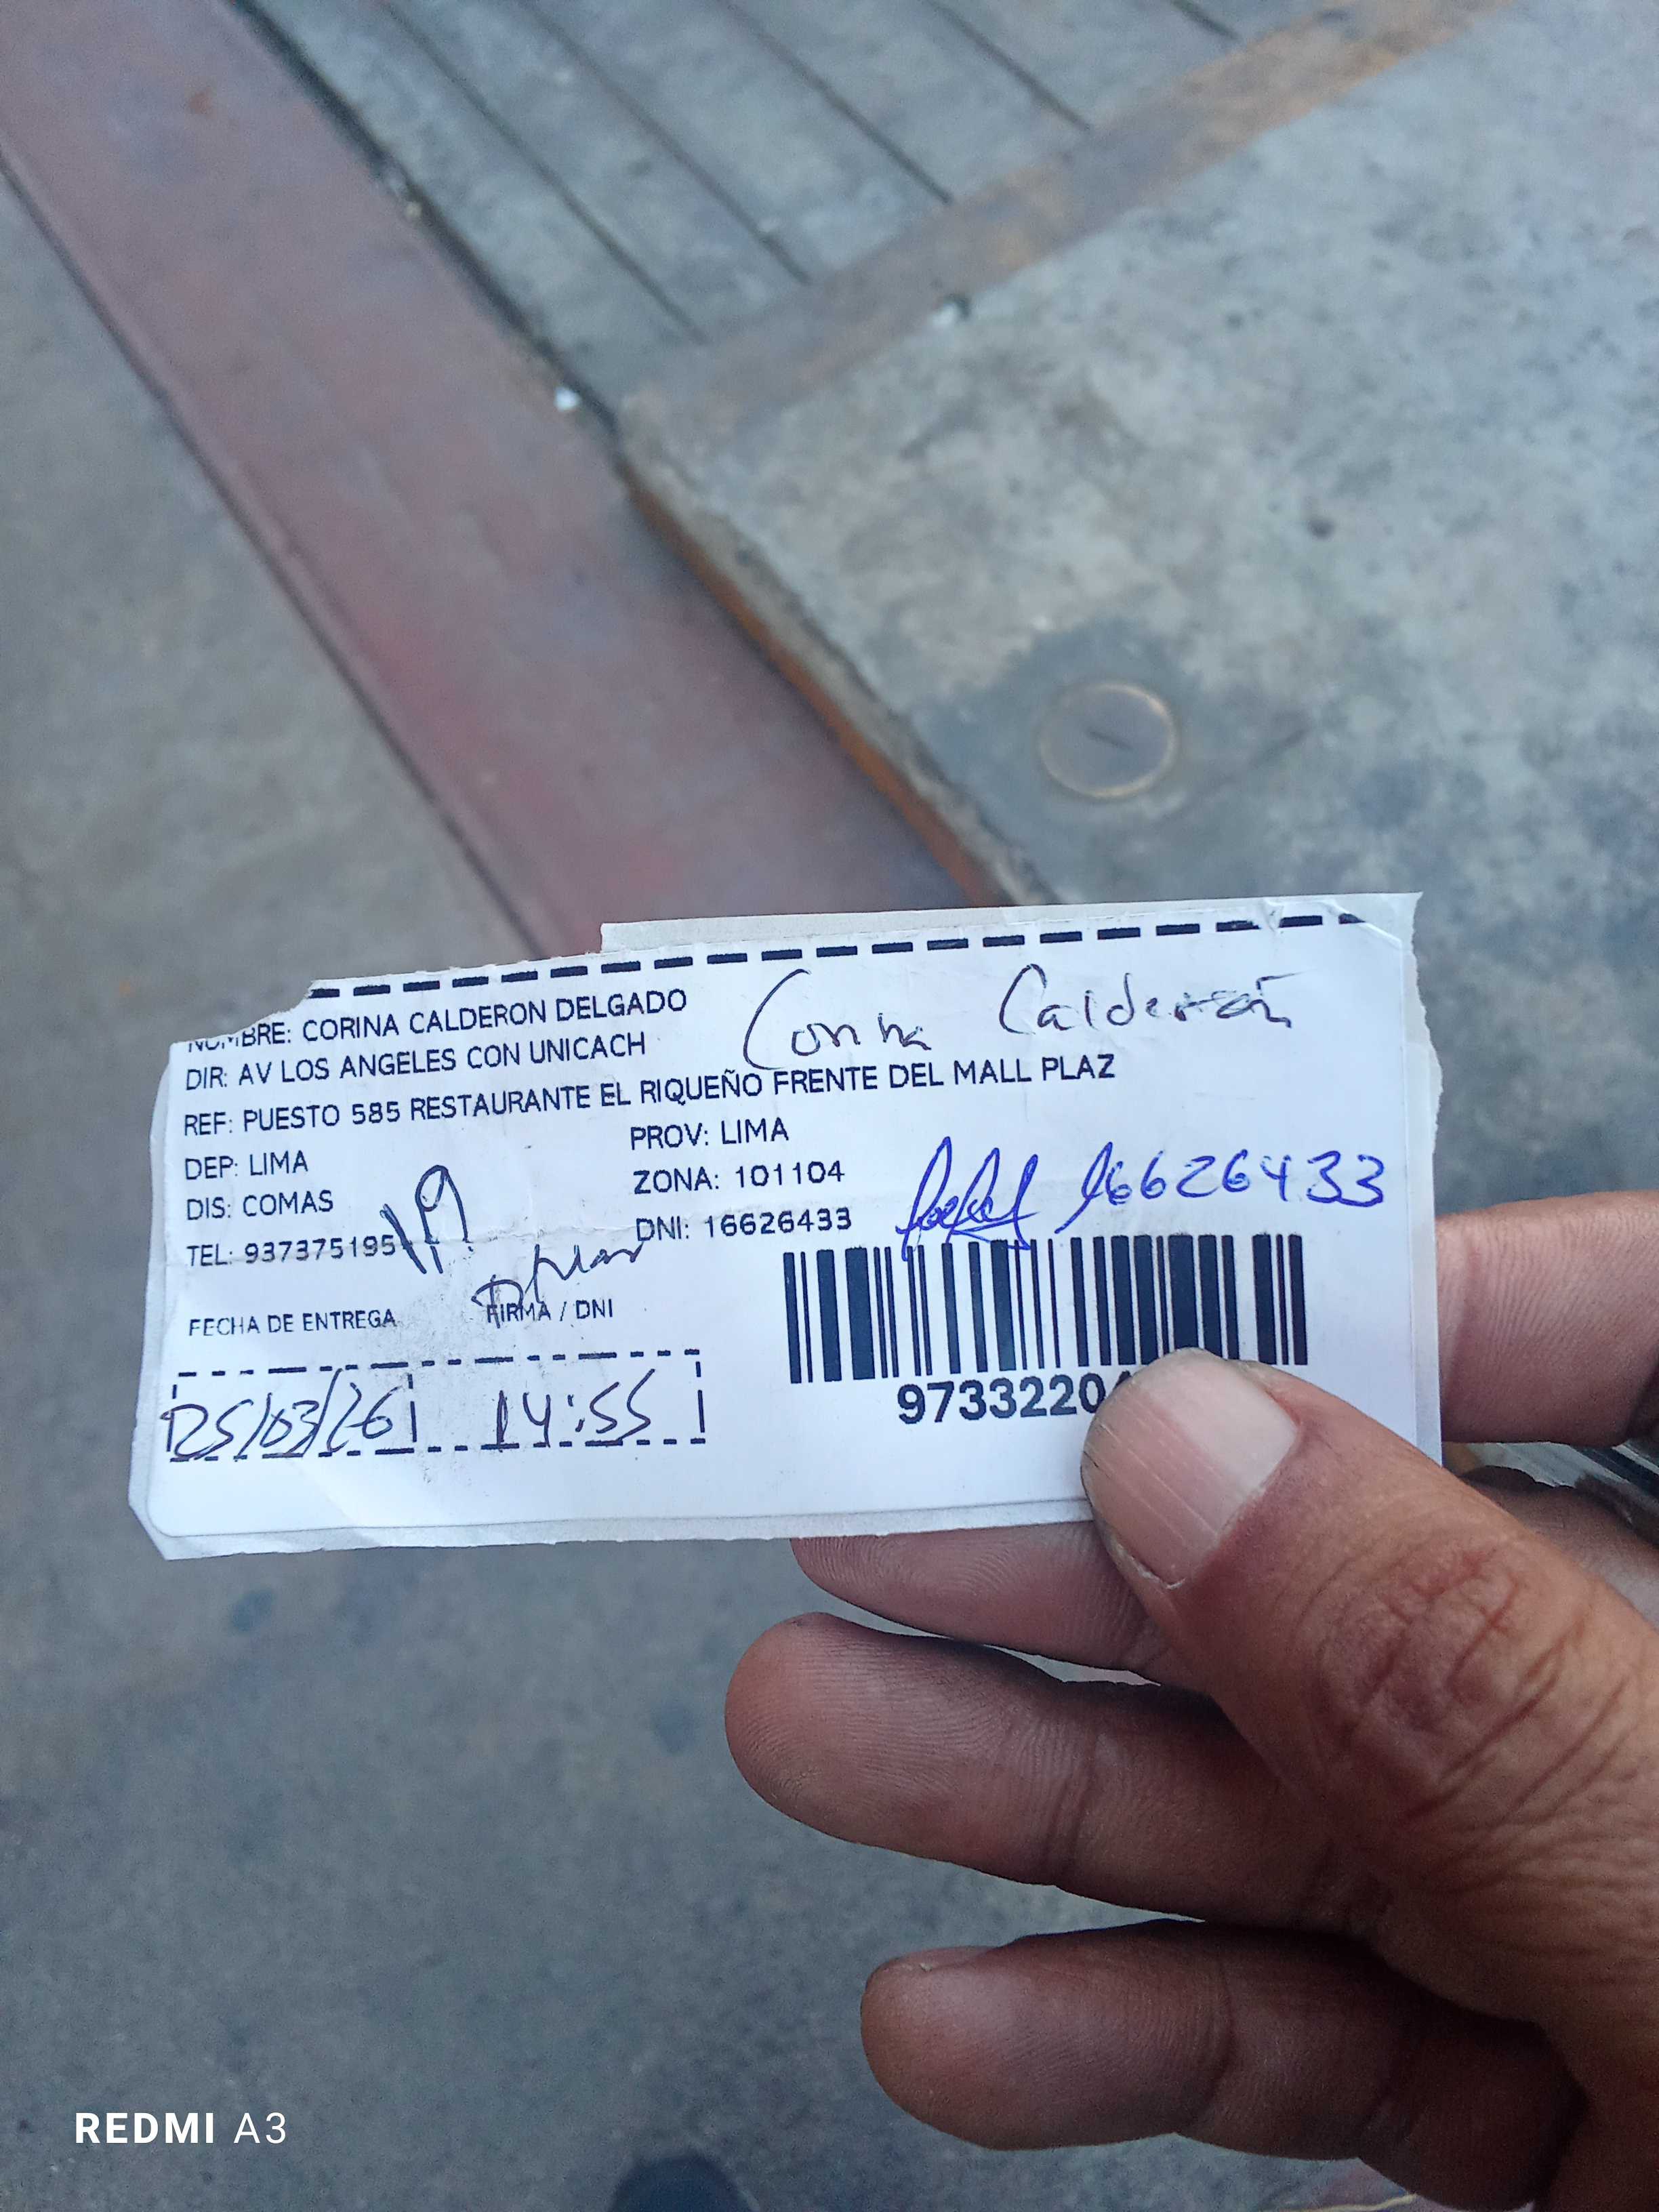 NOMBRE: CORINA CALDERON DELGADO
Corina Calderón
DIR: AV LOS ANGELES CON UNICACH
REF: PUESTO 585 RESTAURANTE EL RIQUEÑO FRENTE DEL MALL PLAZ
DEP: LIMA PROV: LIMA
DIS: COMAS ZONA: 101104
TEL: 937375195 DNI: 16626433
16626433
FECHA DE ENTREGA FIRMA / DNI
25/03/26 14:55
9733220
REDMI A3